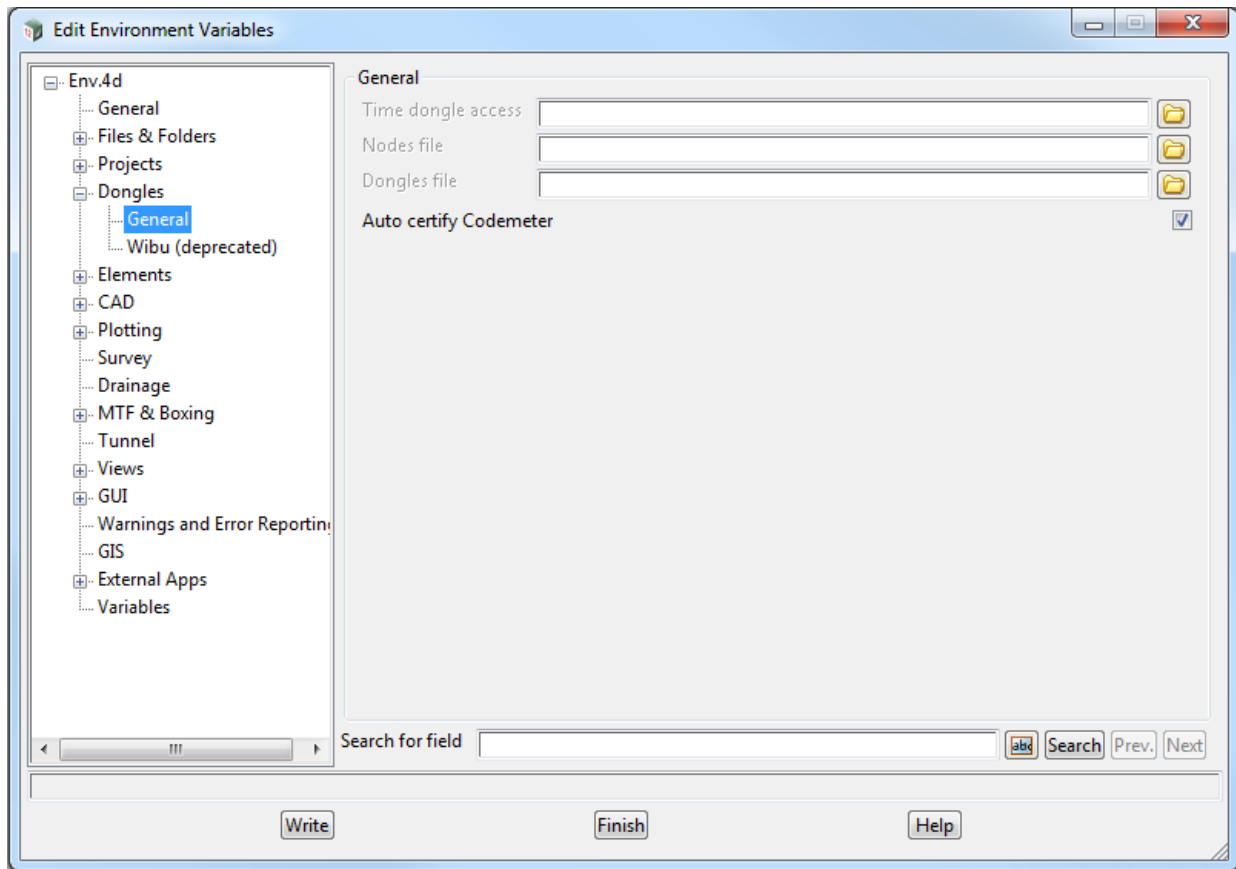 Edit Environment Variables
Env.4d
General
Files & Folders
Projects
Dongles
General
Wibu (deprecated)
Elements
CAD
Plotting
Survey
Drainage
MTF & Boxing
Tunnel
Views
GUI
Warnings and Error Reporting
GIS
External Apps
Variables
General
Time dongle access
Nodes file
Dongles file
Auto certify Codemeter
Search for field
abc Search Prev. Next
Write Finish Help